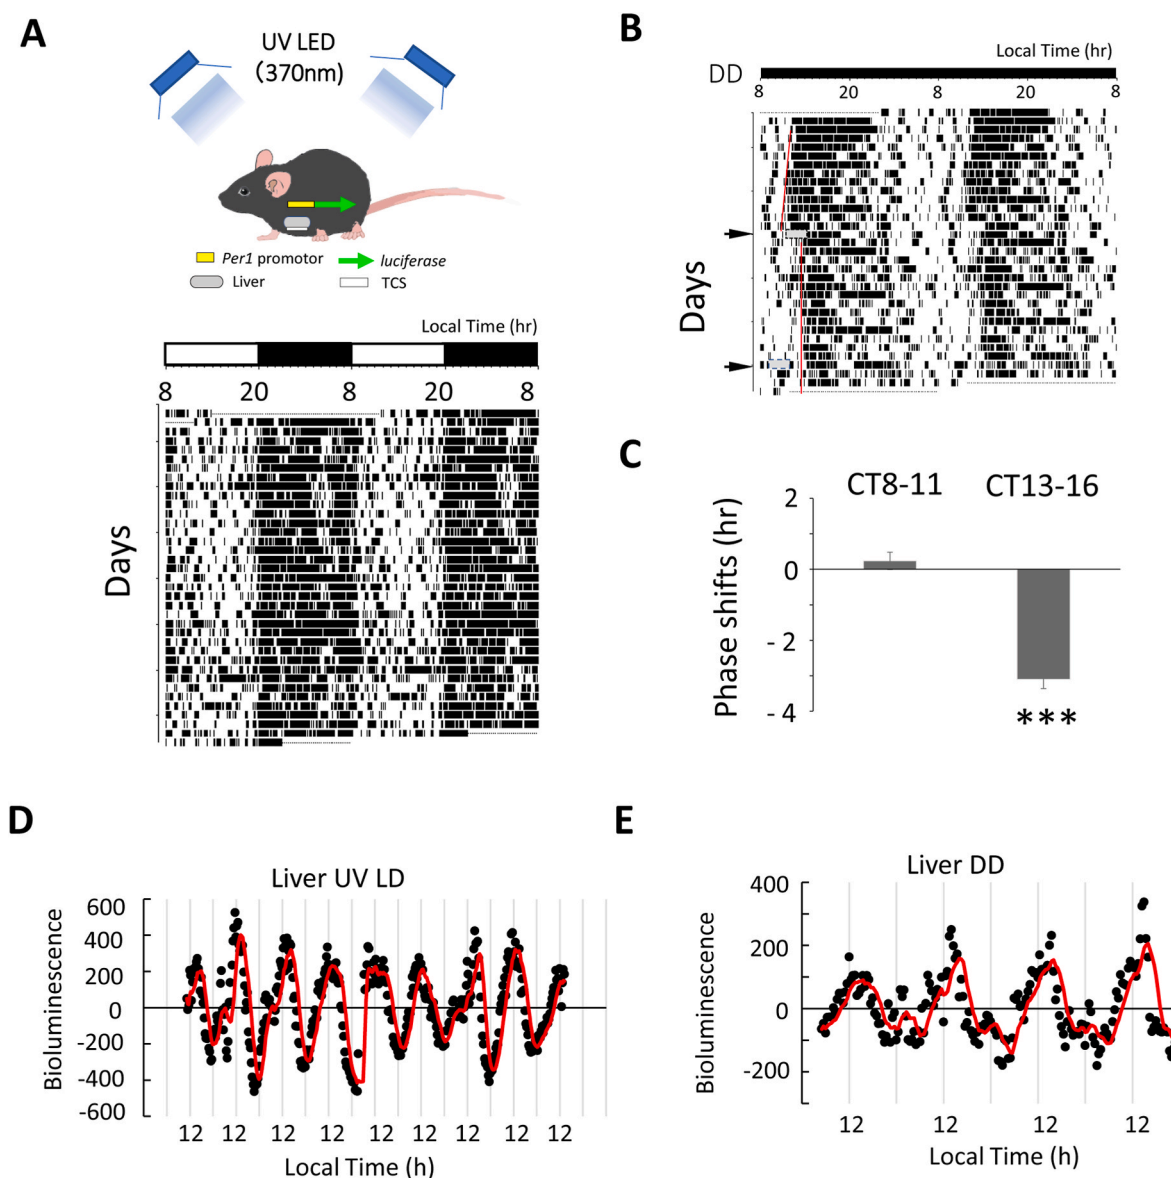 A
UV LED
(370nm)
Per1 promotor
luciferase
Liver
TCS
Local Time (hr)
8 20 8 20 8
Days
B
Local Time (hr)
DD
8 20 8 20 8
Days
C
CT8-11 CT13-16
Phase shifts (hr)
2
0
- 2
- 4
***
D
Liver UV LD
Bioluminescence
600
400
200
0
-200
-400
-600
12 12 12 12 12 12 12 12 12
Local Time (h)
E
Liver DD
Bioluminescence
400
200
0
-200
12 12 12 12
Local Time (h)